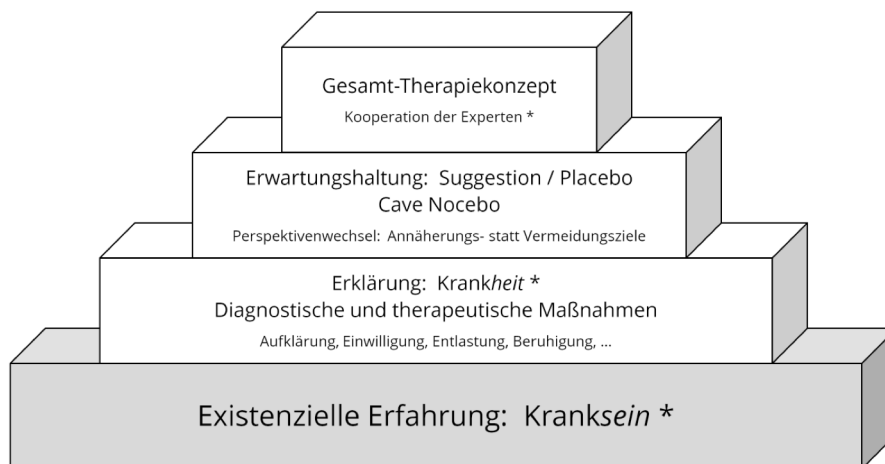 Gesamt-Therapiekonzept
Kooperation der Experten *
Erwartungshaltung: Suggestion / Placebo
Cave Nocebo
Perspektivenwechsel: Annäherungs- statt Vermeidungsziele
Erklärung: Krankheit *
Diagnostische und therapeutische Maßnahmen
Aufklärung, Einwilligung, Entlastung, Beruhigung, ...
Existenzielle Erfahrung: Kranksein *